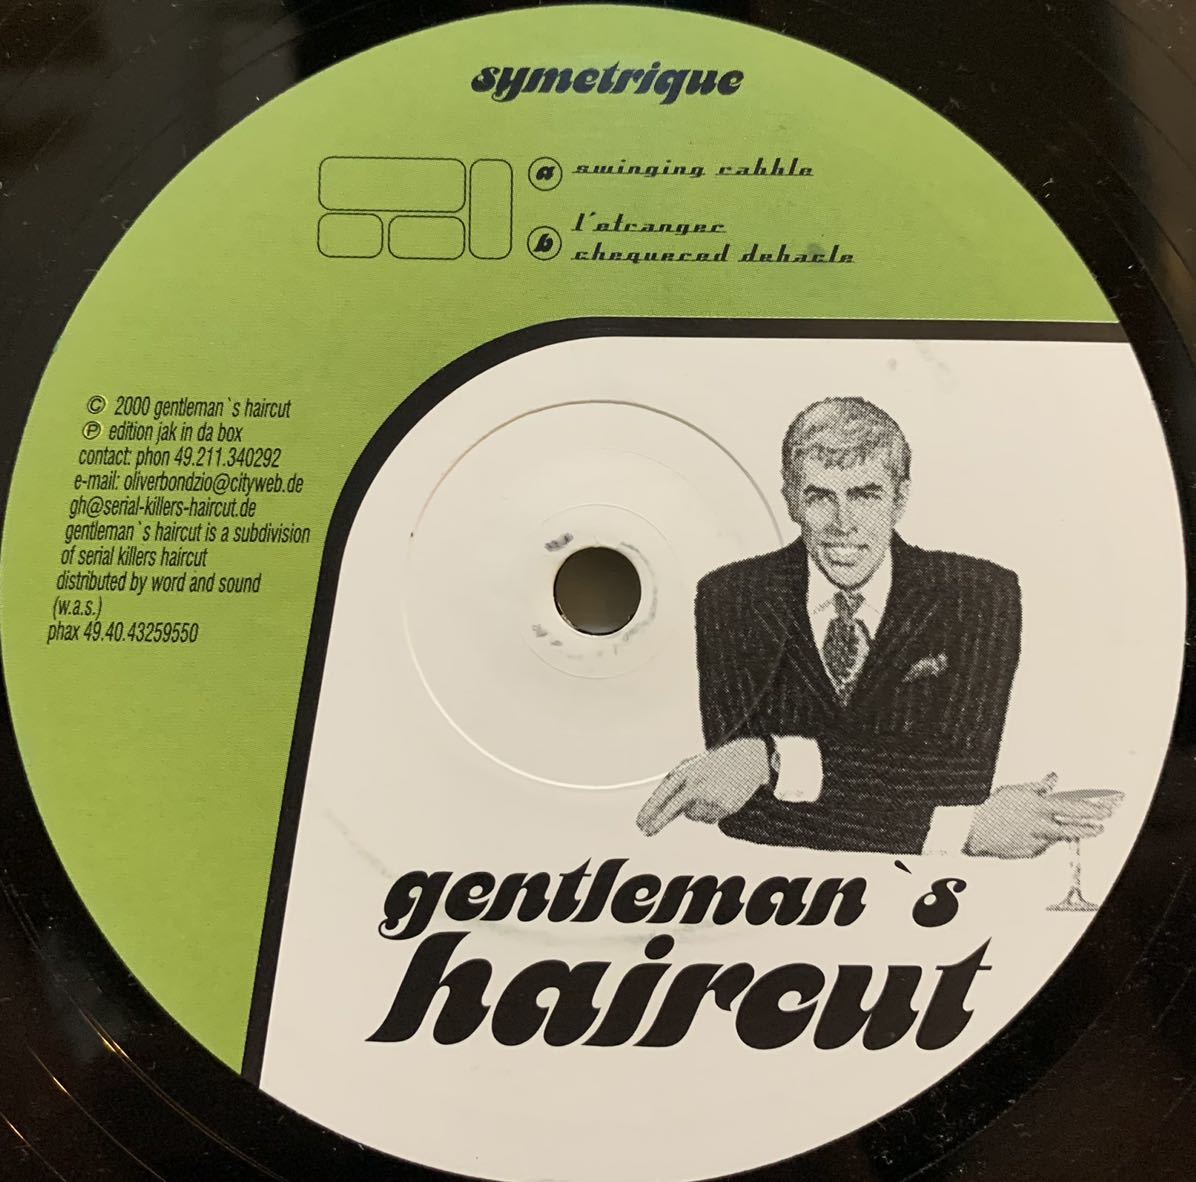 symetrique
a swinging rabble
b l'etranger
chequered debacle
© 2000 gentleman`s haircut
℗ edition jak in da box
contact: phon 49.211.340292
e-mail: oliverbondzio@cityweb.de
gh@serial-killers-haircut.de
gentleman`s haircut is a subdivision
of serial killers haircut
distributed by word and sound
(w.a.s.)
phax 49.40.43259550
gentleman`s
haircut